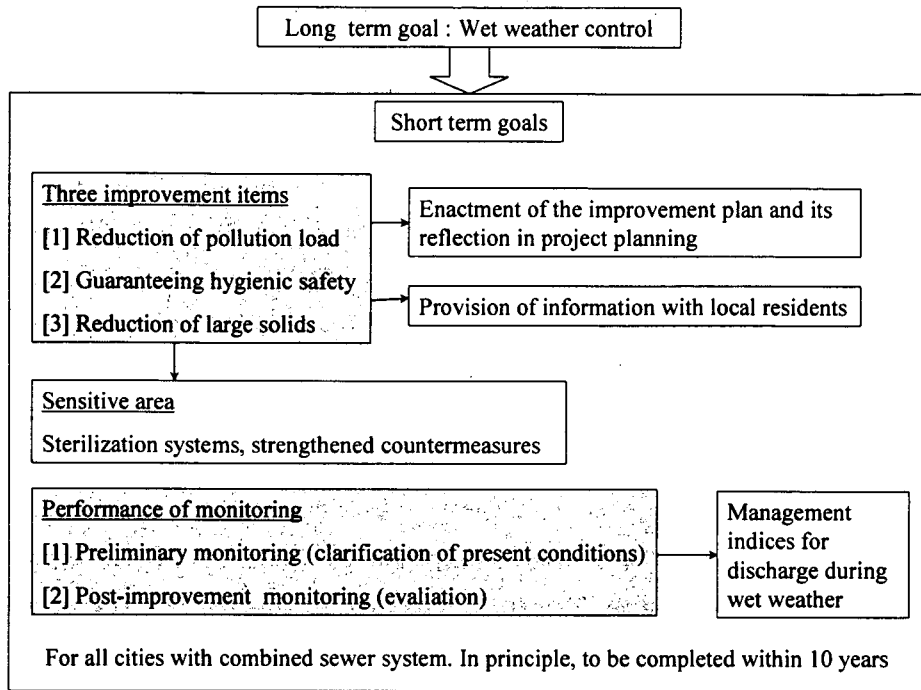 Long term goal : Wet weather control
Short term goals
Three improvement items
[1] Reduction of pollution load
[2] Guaranteeing hygienic safety
[3] Reduction of large solids
Enactment of the improvement plan and its
reflection in project planning
Provision of information with local residents
Sensitive area
Sterilization systems, strengthened countermeasures
Performance of monitoring
[1] Preliminary monitoring (clarification of present conditions)
[2] Post-improvement monitoring (evaluation)
Management
indices for
discharge during
wet weather
For all cities with combined sewer system. In principle, to be completed within 10 years